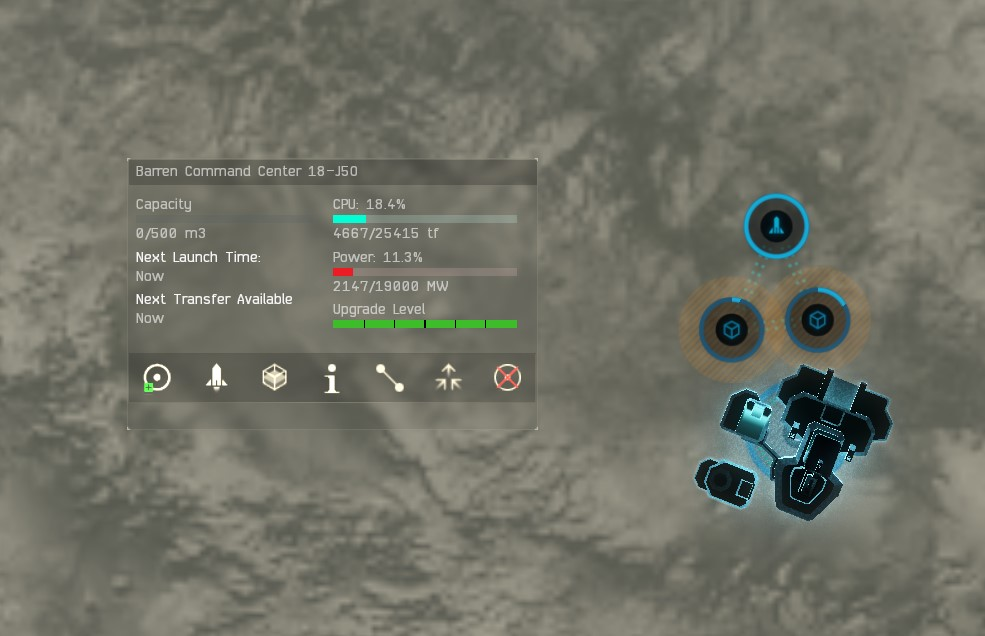 Barren Command Center 18-J50
Capacity
0/500 m3
Next Launch Time:
Now
Next Transfer Available
Now
CPU: 18.4%
4667/25415 tf
Power: 11.3%
2147/19000 MW
Upgrade Level